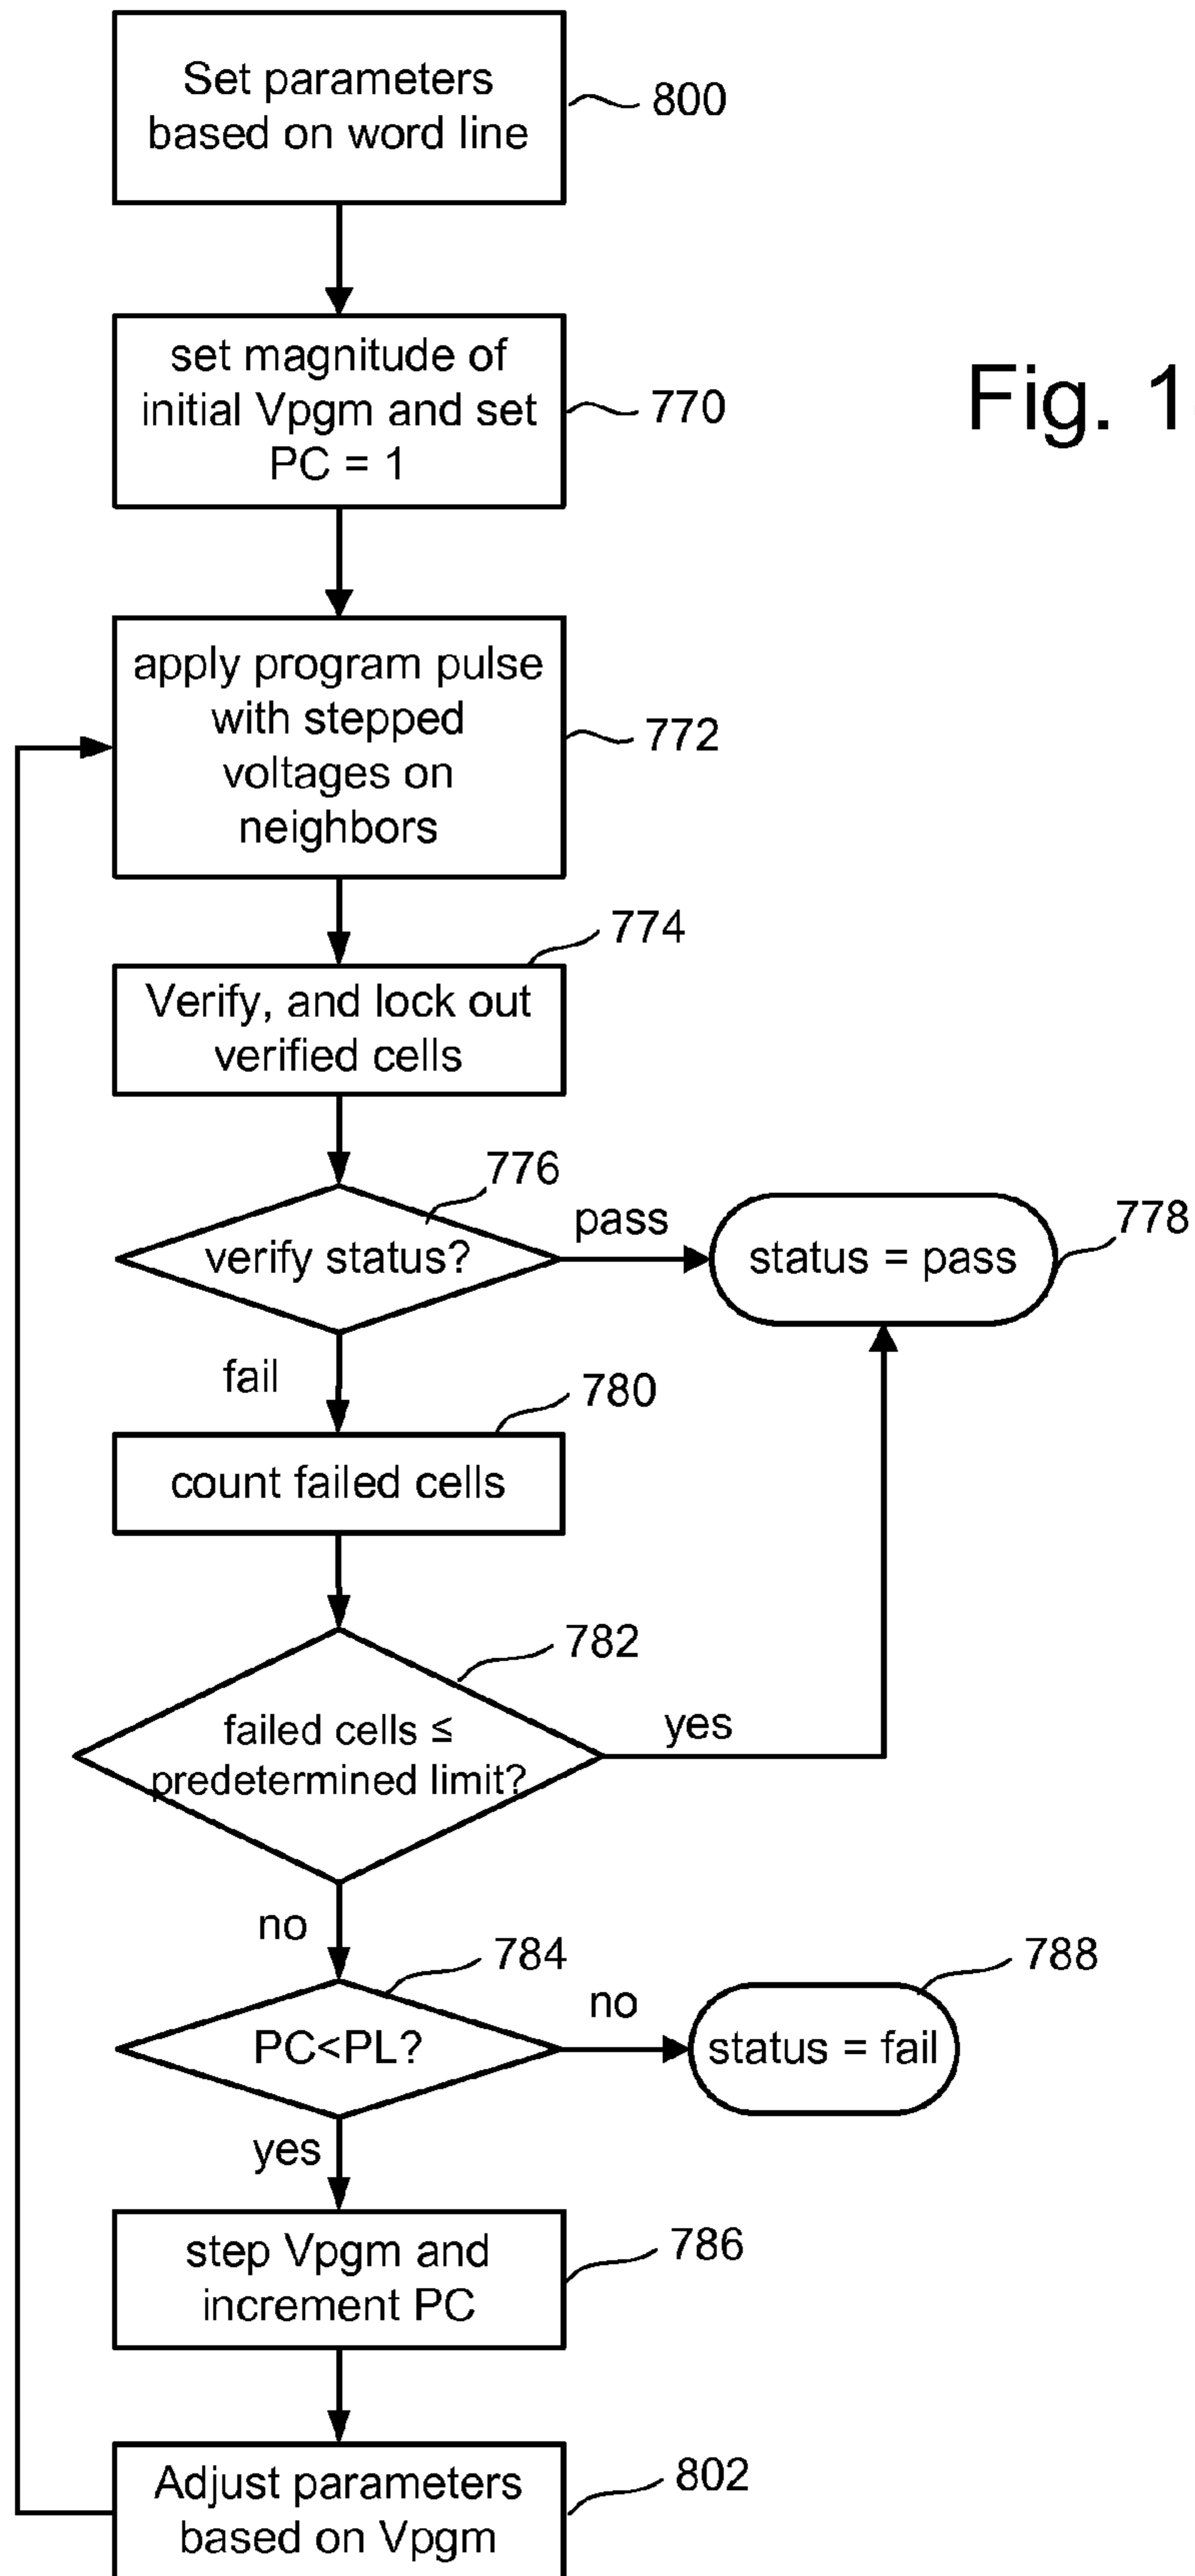 Set parameters
based on word line
800
set magnitude of
initial Vpgm and set
PC = 1
770
Fig. 1
apply program pulse
with stepped
voltages on
neighbors
772
774
Verify, and lock out
verified cells
776
verify status?
pass
status = pass
778
fail
780
count failed cells
782
failed cells ≤
predetermined limit?
yes
no
784
PC<PL?
no
status = fail
788
yes
step Vpgm and
increment PC
786
Adjust parameters
based on Vpgm
802